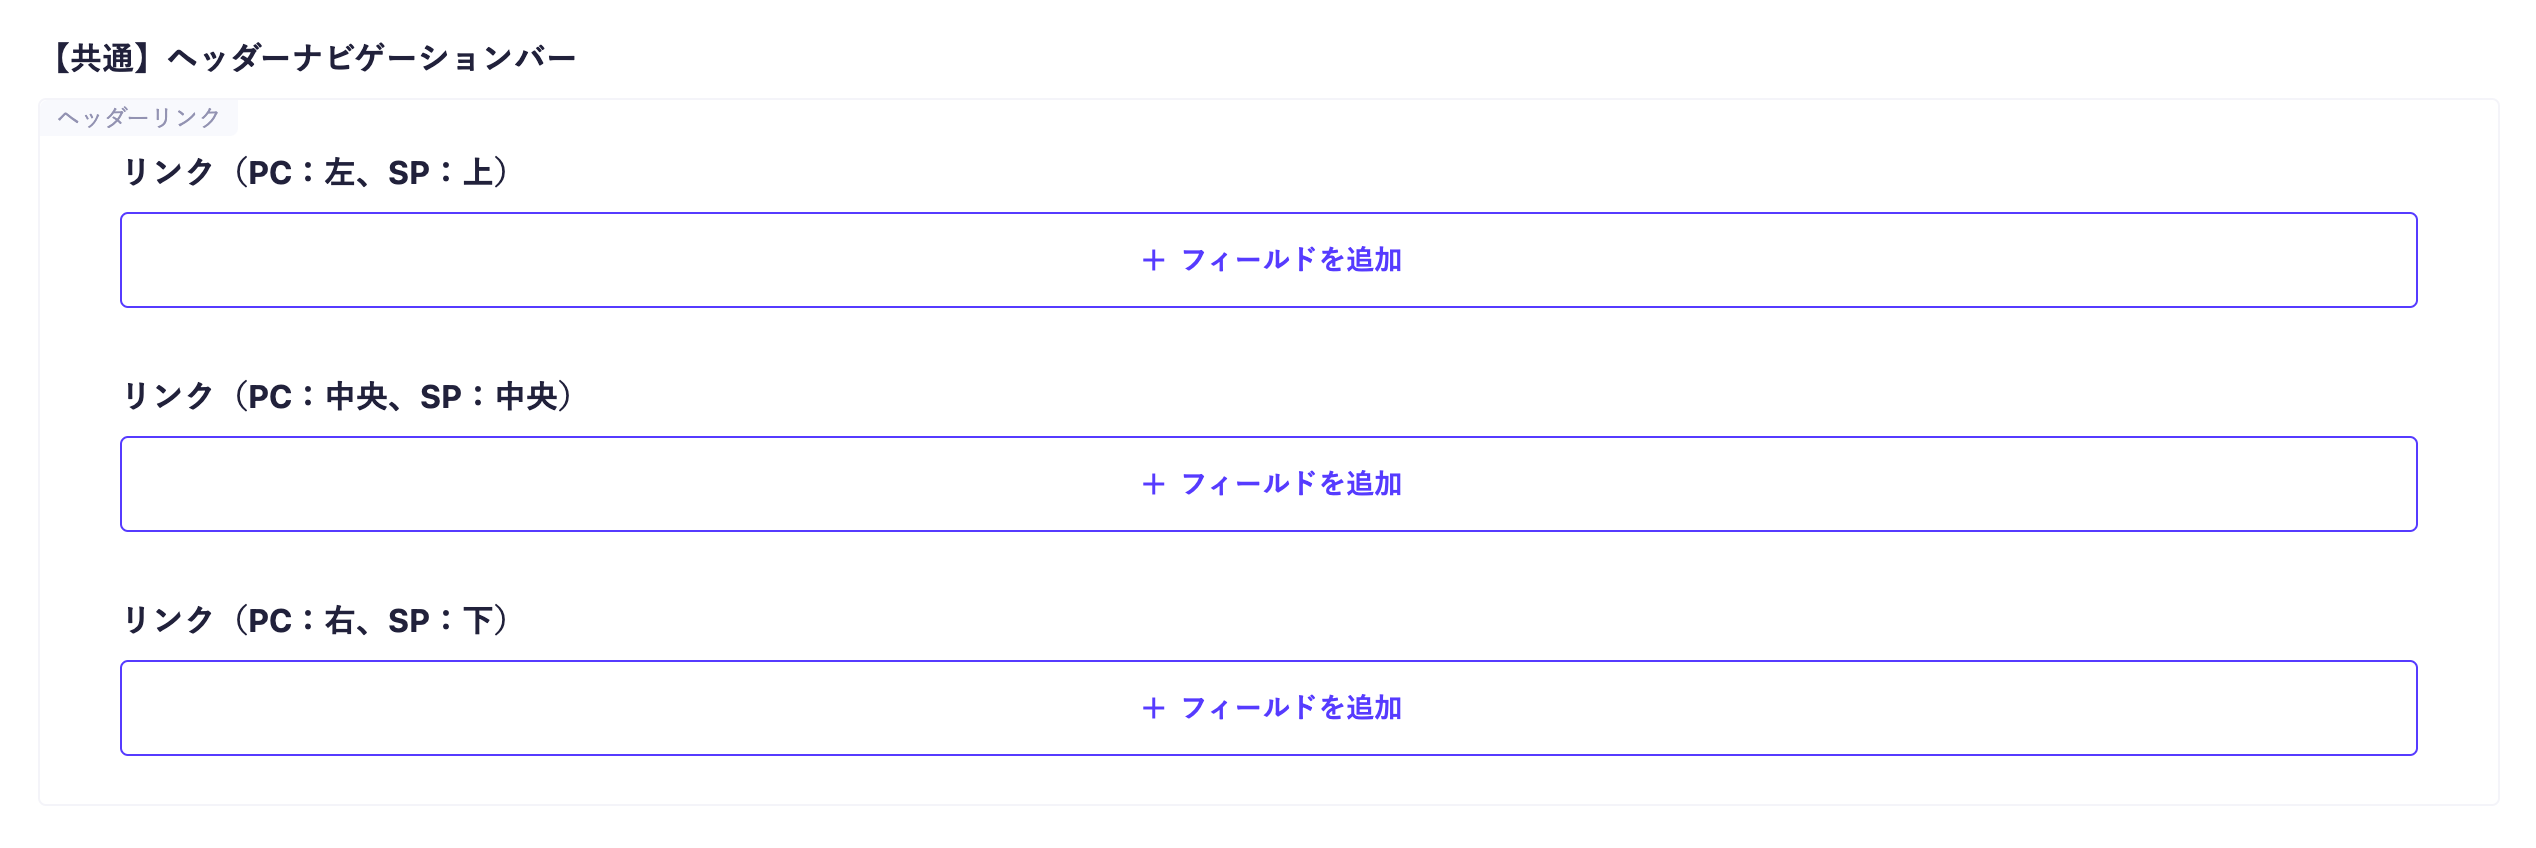 【共通】ヘッダーナビゲーションバー
ヘッダーリンク
リンク（PC：左、SP：上）
＋ フィールドを追加
リンク（PC：中央、SP：中央）
＋ フィールドを追加
リンク（PC：右、SP：下）
＋ フィールドを追加